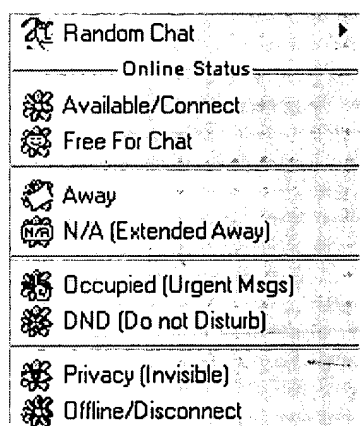 Random Chat
Online Status
Available/Connect
Free For Chat
Away
N/A (Extended Away)
Occupied (Urgent Msgs)
DND (Do not Disturb)
Privacy (Invisible)
Offline/Disconnect